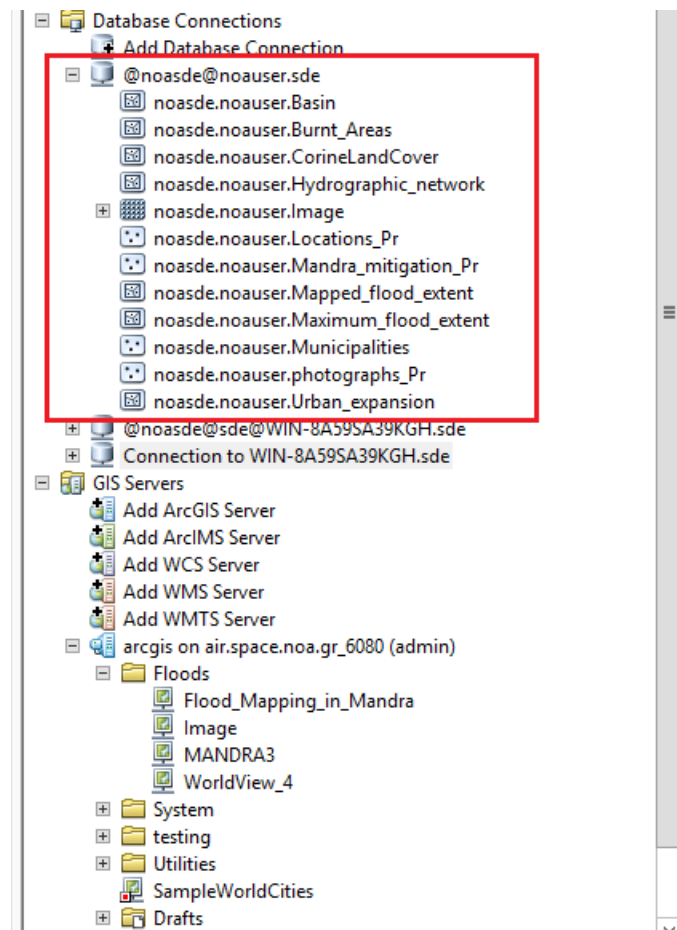 Database Connections
Add Database Connection
@noasde@noauser.sde
noasde.noauser.Basin
noasde.noauser.Burnt_Areas
noasde.noauser.CorineLandCover
noasde.noauser.Hydrographic_network
noasde.noauser.Image
noasde.noauser.Locations_Pr
noasde.noauser.Mandra_mitigation_Pr
noasde.noauser.Mapped_flood_extent
noasde.noauser.Maximum_flood_extent
noasde.noauser.Municipalities
noasde.noauser.photographs_Pr
noasde.noauser.Urban_expansion
@noasde@sde@WIN-8A59SA39KGH.sde
Connection to WIN-8A59SA39KGH.sde
GIS Servers
Add ArcGIS Server
Add ArcIMS Server
Add WCS Server
Add WMS Server
Add WMTS Server
arcgis on air.space.noa.gr_6080 (admin)
Floods
Flood_Mapping_in_Mandra
Image
MANDRA3
WorldView_4
System
testing
Utilities
SampleWorldCities
Drafts